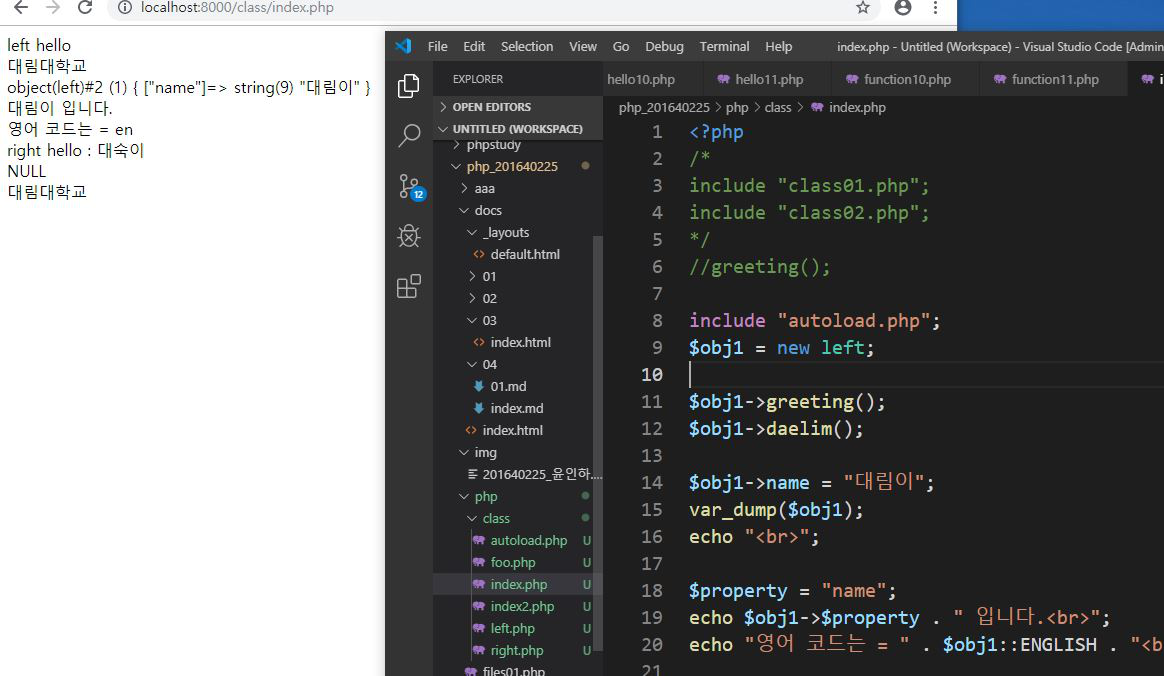 localhost:8000/class/index.php
left hello
대림대학교
object(left)#2 (1) { ["name"]=> string(9) "대림이" }
대림이 입니다.
영어 코드는 = en
right hello : 대숙이
NULL
대림대학교
File Edit Selection View Go Debug Terminal Help index.php - Untitled (Workspace) - Visual Studio Code [Admin
EXPLORER
OPEN EDITORS
UNTITLED (WORKSPACE)
phpstudy
php_201640225
aaa
docs
_layouts
default.html
01
02
03
index.html
04
01.md
index.md
index.html
img
201640225_윤인하....
php
class
autoload.php U
foo.php U
index.php U
index2.php U
left.php U
right.php U
files01.php
12
hello10.php hello11.php function10.php function11.php i
php_201640225 > php > class > index.php
1 <?php
2 /*
3 include "class01.php";
4 include "class02.php";
5 */
6 //greeting();
7
8 include "autoload.php";
9 $obj1 = new left;
10
11 $obj1->greeting();
12 $obj1->daelim();
13
14 $obj1->name = "대림이";
15 var_dump($obj1);
16 echo "<br>";
17
18 $property = "name";
19 echo $obj1->$property . " 입니다.<br>";
20 echo "영어 코드는 = " . $obj1::ENGLISH . "<b
21